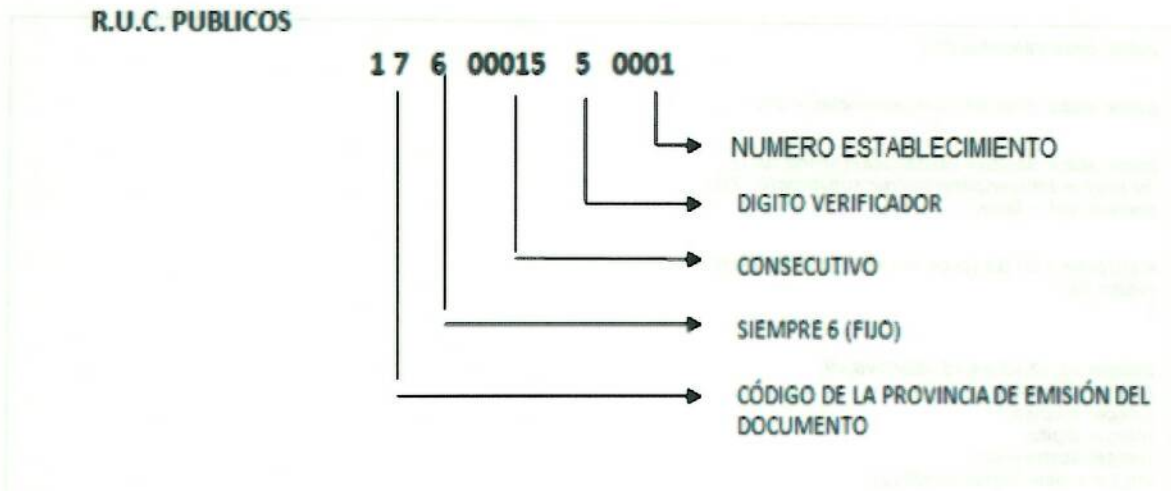 R.U.C. PUBLICOS
1 7 6 00015 5 0001
NUMERO ESTABLECIMIENTO
DIGITO VERIFICADOR
CONSECUTIVO
SIEMPRE 6 (FIJO)
CÓDIGO DE LA PROVINCIA DE EMISIÓN DEL
DOCUMENTO